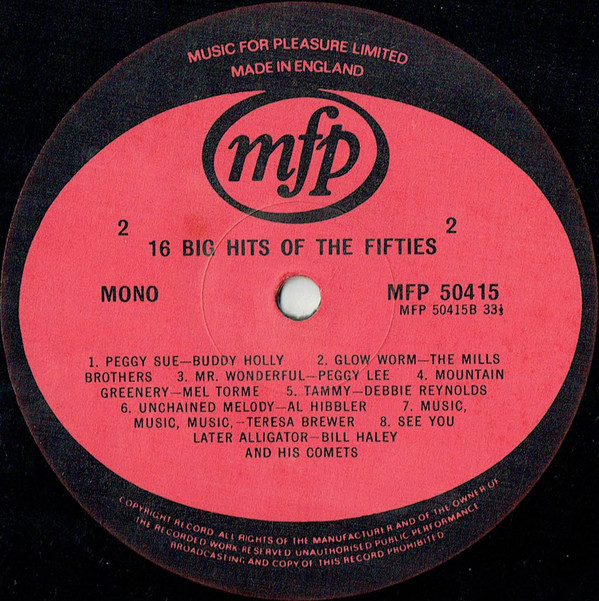 MUSIC FOR PLEASURE LIMITED
MADE IN ENGLAND
mfp
2 2
16 BIG HITS OF THE FIFTIES
MONO MFP 50415
MFP 50415B 33⅓
1. PEGGY SUE—BUDDY HOLLY 2. GLOW WORM—THE MILLS
BROTHERS 3. MR. WONDERFUL—PEGGY LEE 4. MOUNTAIN
GREENERY—MEL TORME 5. TAMMY—DEBBIE REYNOLDS
6. UNCHAINED MELODY—AL HIBBLER 7. MUSIC,
MUSIC, MUSIC,—TERESA BREWER 8. SEE YOU
LATER ALLIGATOR—BILL HALEY
AND HIS COMETS
COPYRIGHT RECORD ALL RIGHTS OF THE MANUFACTURER AND OF THE OWNER OF
THE RECORDED WORK RESERVED UNAUTHORISED PUBLIC PERFORMANCE
BROADCASTING AND COPY OF THIS RECORD PROHIBITED